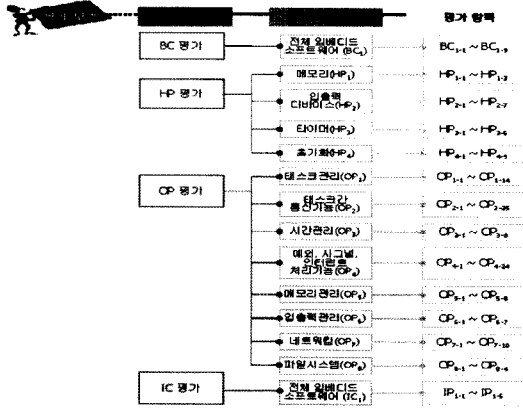 평가 항목
BC 평가
전체 임베디드
소프트웨어 (BC₁)
BC₁₋₁ ~ BC₁₋₉
HP 평가
메모리(HP₁)
HP₁₋₁ ~ HP₁₋₂
입출력
디바이스(HP₂)
HP₂₋₁ ~ HP₂₋₇
타이머(HP₃)
HP₃₋₁ ~ HP₃₋₆
초기화(HP₄)
HP₄₋₁ ~ HP₄₋₅
OP 평가
태스크관리(OP₁)
OP₁₋₁ ~ OP₁₋₁₄
태스크간
통신기능(OP₂)
OP₂₋₁ ~ OP₂₋₂₅
시간관리(OP₃)
OP₃₋₁ ~ OP₃₋₈
예외, 시그널,
인터럽트
처리기능(OP₄)
OP₄₋₁ ~ OP₄₋₂₄
메모리 관리(OP₅)
OP₅₋₁ ~ OP₅₋₈
입출력관리(OP₆)
OP₆₋₁ ~ OP₆₋₇
네트워킹(OP₇)
OP₇₋₁ ~ OP₇₋₁₀
파일시스템(OP₈)
OP₈₋₁ ~ OP₈₋₆
IC 평가
전체 임베디드
소프트웨어 (IC₁)
IP₁₋₁ ~ IP₁₋₆